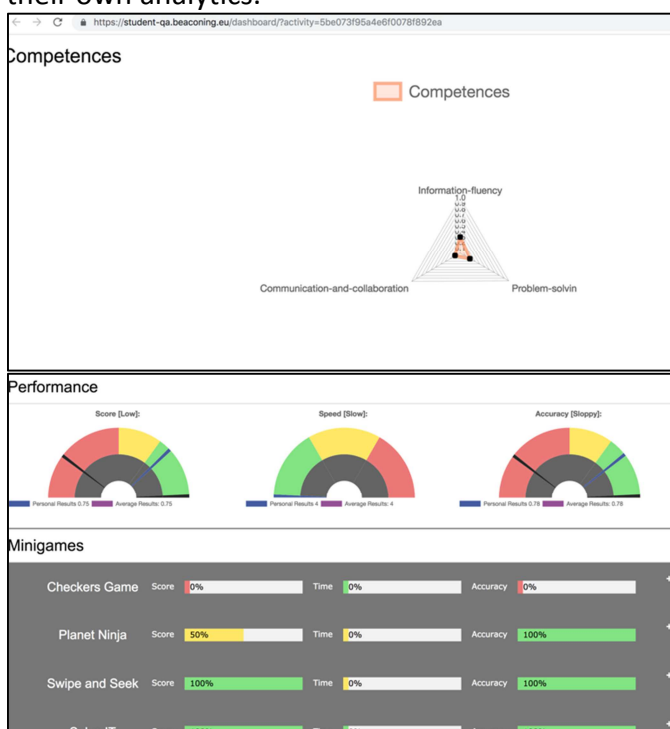 their own analytics.
https://student-qa.beaconing.eu/dashboard/?activity=5be073f95a4e6f0078f892ea
Competences
Competences
Information-fluency
1.0
Communication-and-collaboration
Problem-solvin
Performance
Score [Low]:
Speed [Slow]:
Accuracy [Sloppy]:
Personal Results 0.75 Average Results: 0.75
Personal Results 4 Average Results: 4
Personal Results 0.78 Average Results: 0.78
Minigames
Checkers Game Score 0% Time 0% Accuracy 0%
Planet Ninja Score 50% Time 0% Accuracy 100%
Swipe and Seek Score 100% Time 0% Accuracy 100%